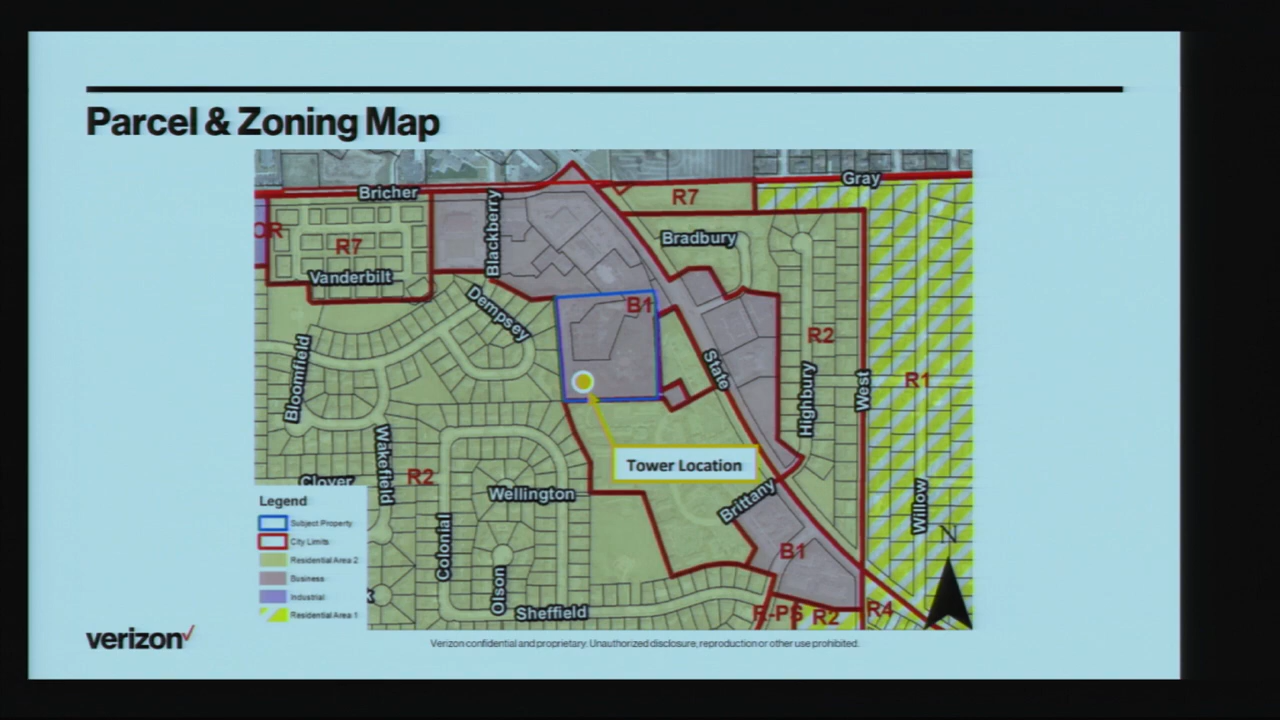 Parcel & Zoning Map
Gray
Bricher
R7
Blackberry
OR
R7
Bradbury
Vanderbilt
Dempsey
B1
R2
Bloomfield
State
R1
West
Highbury
Wakefield
Tower Location
R2
Clover
Wellington
Brittany
Willow
N
Legend
Subject Property
City Limits
Residential Area 2
Business
Industrial
Residential Area 1
Colonial
B1
Olson
Sheffield
R2
R4
verizon
Verizon confidential and proprietary. Unauthorized disclosure, reproduction or other use prohibited.